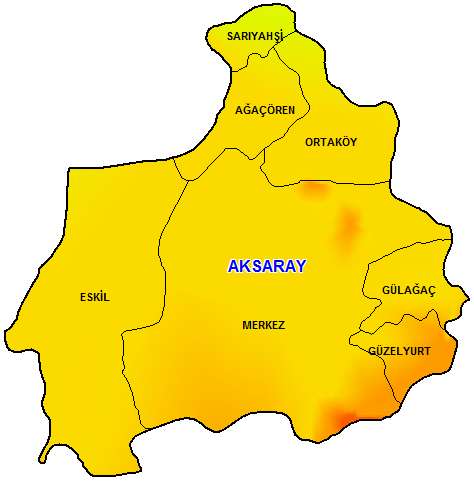 SARIYAHŞİ
AĞAÇÖREN
ORTAKÖY
AKSARAY
GÜLAĞAÇ
ESKİL
MERKEZ
GÜZELYURT